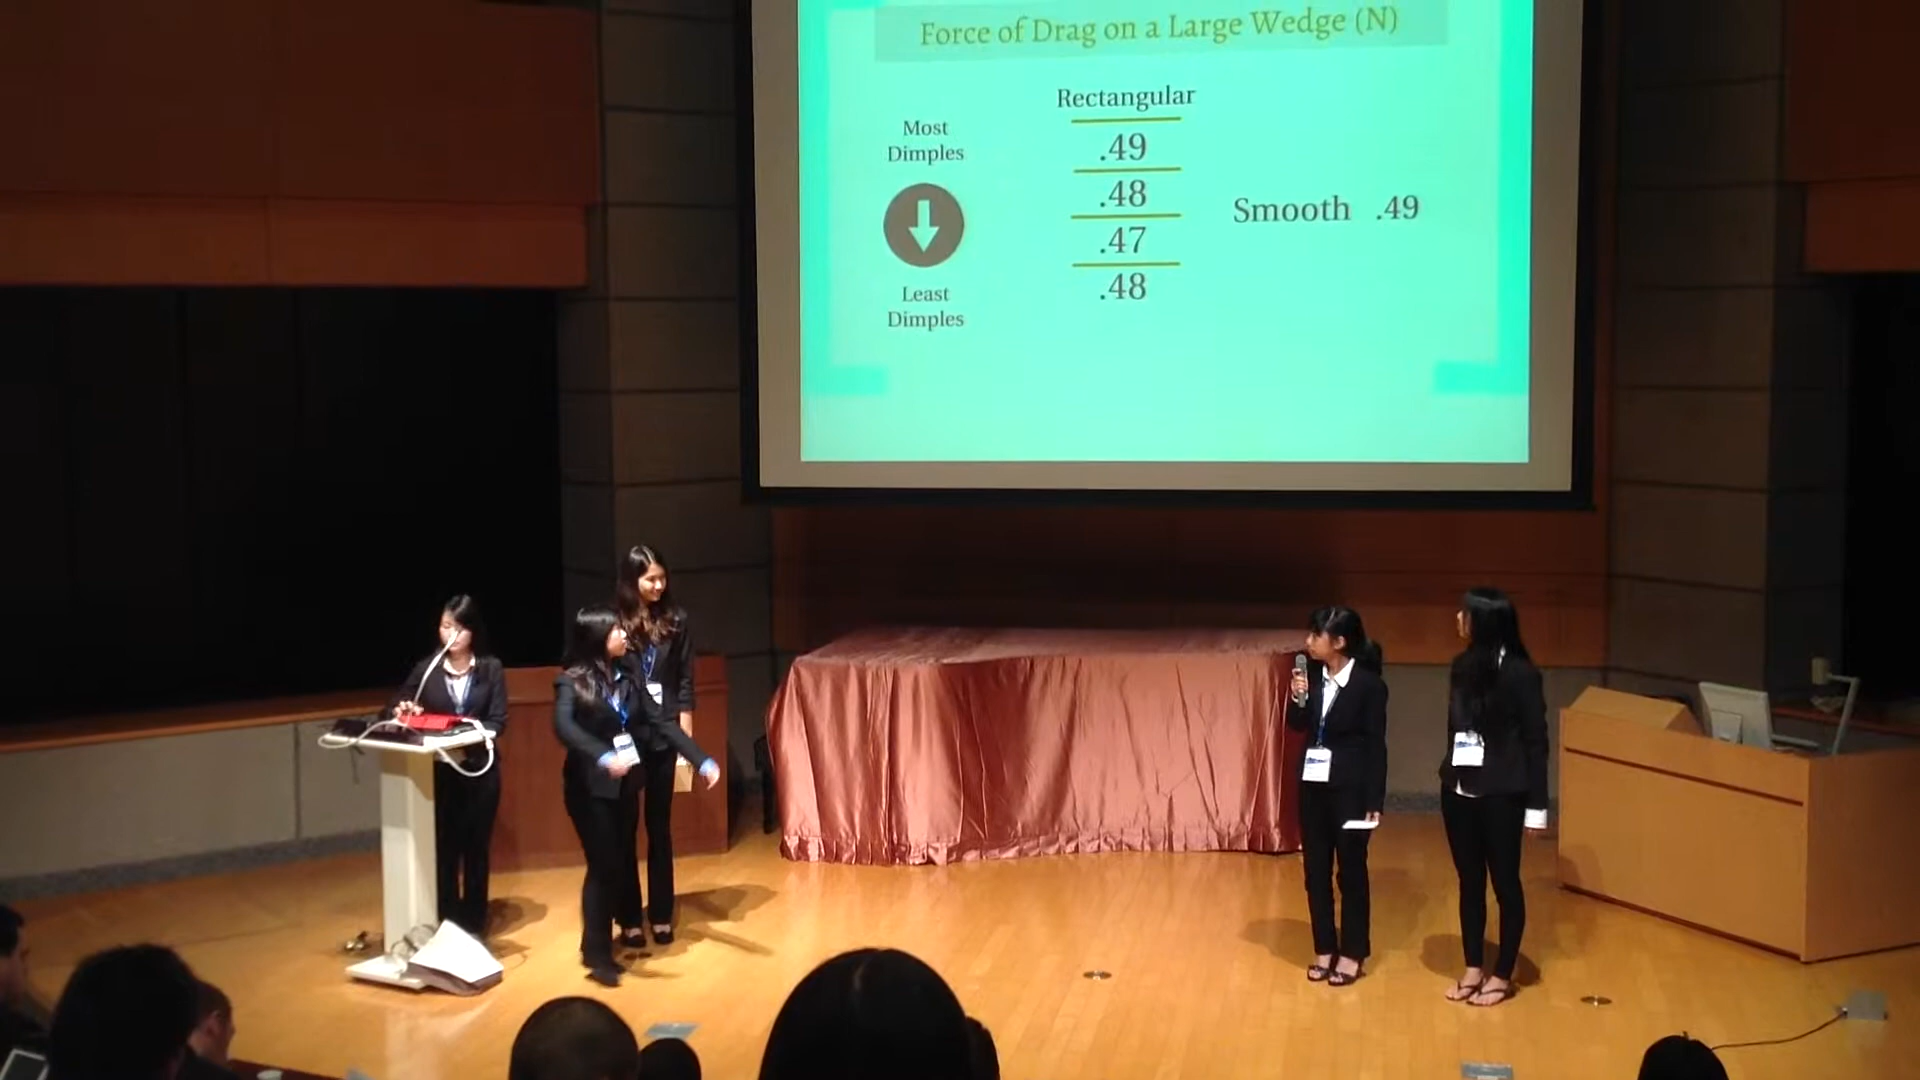 Force of Drag on a Large Wedge (N)
Rectangular
Most
Dimples
.49
.48
.47
.48
Least
Dimples
Smooth .49